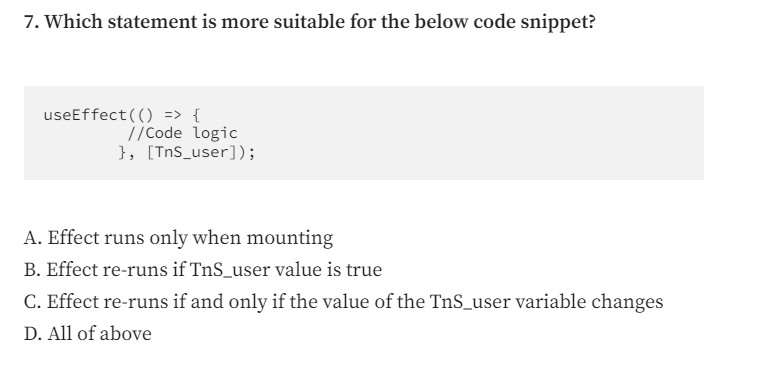 7. Which statement is more suitable for the below code snippet?
useEffect(() => {
//Code logic
}, [TnS_user]);
A. Effect runs only when mounting
B. Effect re-runs if TnS_user value is true
C. Effect re-runs if and only if the value of the TnS_user variable changes
D. All of above